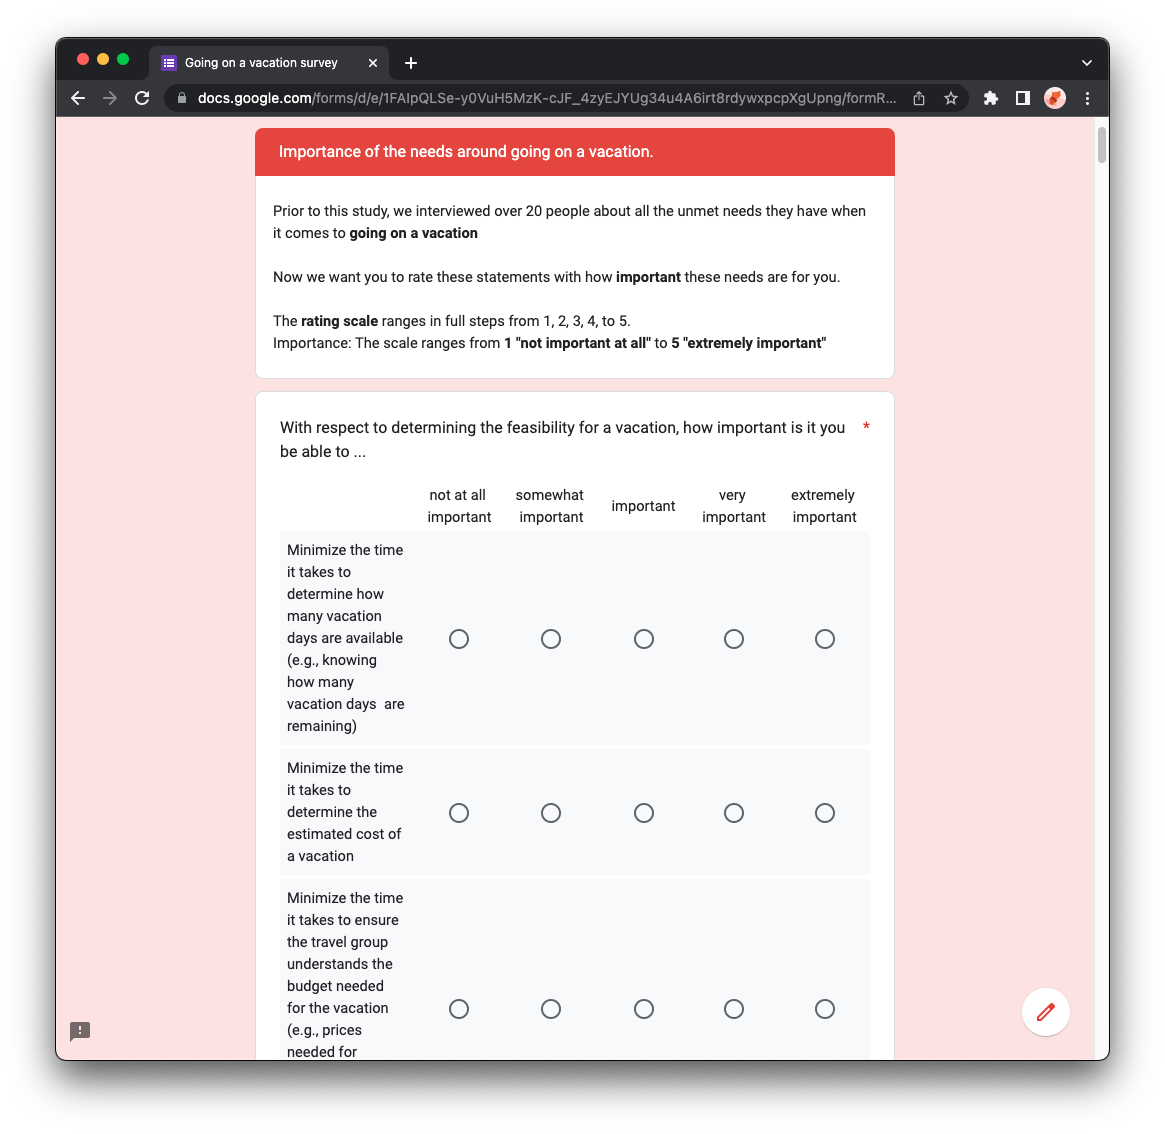 Going on a vacation survey
docs.google.com/forms/d/e/1FAIpQLSe-y0VuH5MzK-cJF_4zyEJYUg34u4A6irt8rdywxpcpXgUpng/formR...
Importance of the needs around going on a vacation.
Prior to this study, we interviewed over 20 people about all the unmet needs they have when
it comes to going on a vacation
Now we want you to rate these statements with how important these needs are for you.
The rating scale ranges in full steps from 1, 2, 3, 4, to 5.
Importance: The scale ranges from 1 "not important at all" to 5 "extremely important"
With respect to determining the feasibility for a vacation, how important is it you *
be able to ...
not at all important
somewhat important
important
very important
extremely important
Minimize the time
it takes to
determine how
many vacation
days are available
(e.g., knowing
how many
vacation days are
remaining)
Minimize the time
it takes to
determine the
estimated cost of
a vacation
Minimize the time
it takes to ensure
the travel group
understands the
budget needed
for the vacation
(e.g., prices
needed for